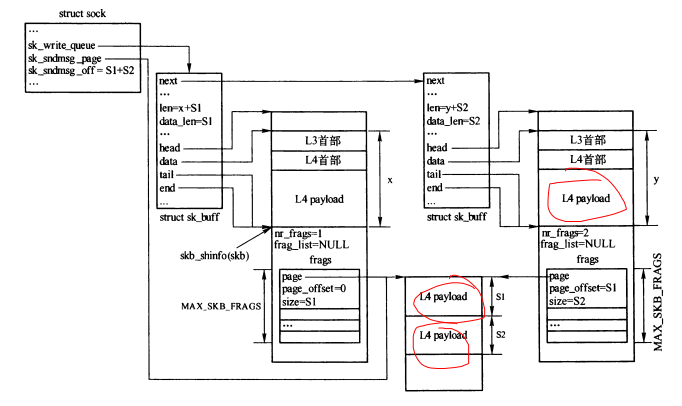 struct sock
...
sk_write_queue
sk_sndmsg_page
sk_sndmsg_off = S1+S2
...
next
...
len=x+S1
data_len=S1
...
head
data
tail
end
...
struct sk_buff
L3首部
L4首部
L4 payload
x
nr_frags=1
frag_list=NULL
frags
page
page_offset=0
size=S1
...
skb_shinfo(skb)
MAX_SKB_FRAGS
next
...
len=y+S2
data_len=S2
...
head
data
tail
end
...
struct sk_buff
L3首部
L4首部
L4 payload
y
nr_frags=2
frag_list=NULL
frags
page
page_offset=S1
size=S2
...
MAX_SKB_FRAGS
L4 payload
S1
L4 payload
S2